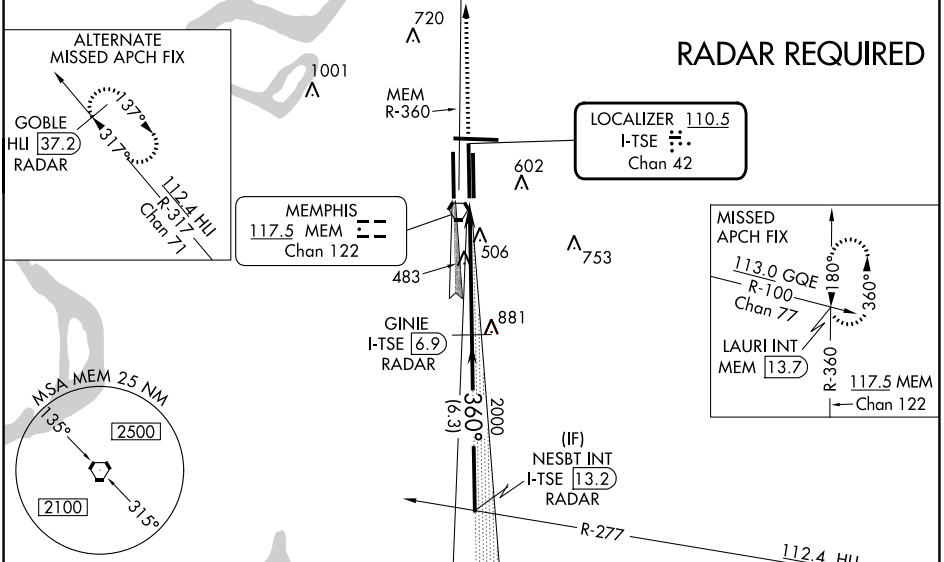 RADAR REQUIRED
720
1001
ALTERNATE
MISSED APCH FIX
137°
317°
GOBLE
HLI 37.2
RADAR
112.4 HLI
R-317
Chan 71
MEM
R-360
LOCALIZER 110.5
I-TSE
Chan 42
602
MEMPHIS
117.5 MEM
Chan 122
506
753
483
GINIE
I-TSE 6.9
RADAR
881
MISSED
APCH FIX
113.0 GQE
R-100
Chan 77
180°
360°
LAURI INT
MEM 13.7
R-360
117.5 MEM
Chan 122
MSA MEM 25 NM
135°
2500
2100
315°
360°
(6.3)
2000
(IF)
NESBT INT
I-TSE 13.2
RADAR
R-277
112.4 HLI